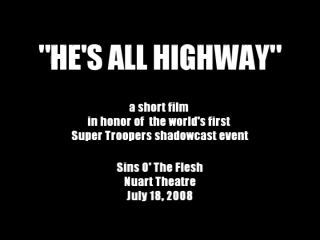 "HE'S ALL HIGHWAY"
a short film
in honor of the world's first
Super Troopers shadowcast event
Sins O' The Flesh
Nuart Theatre
July 18, 2008